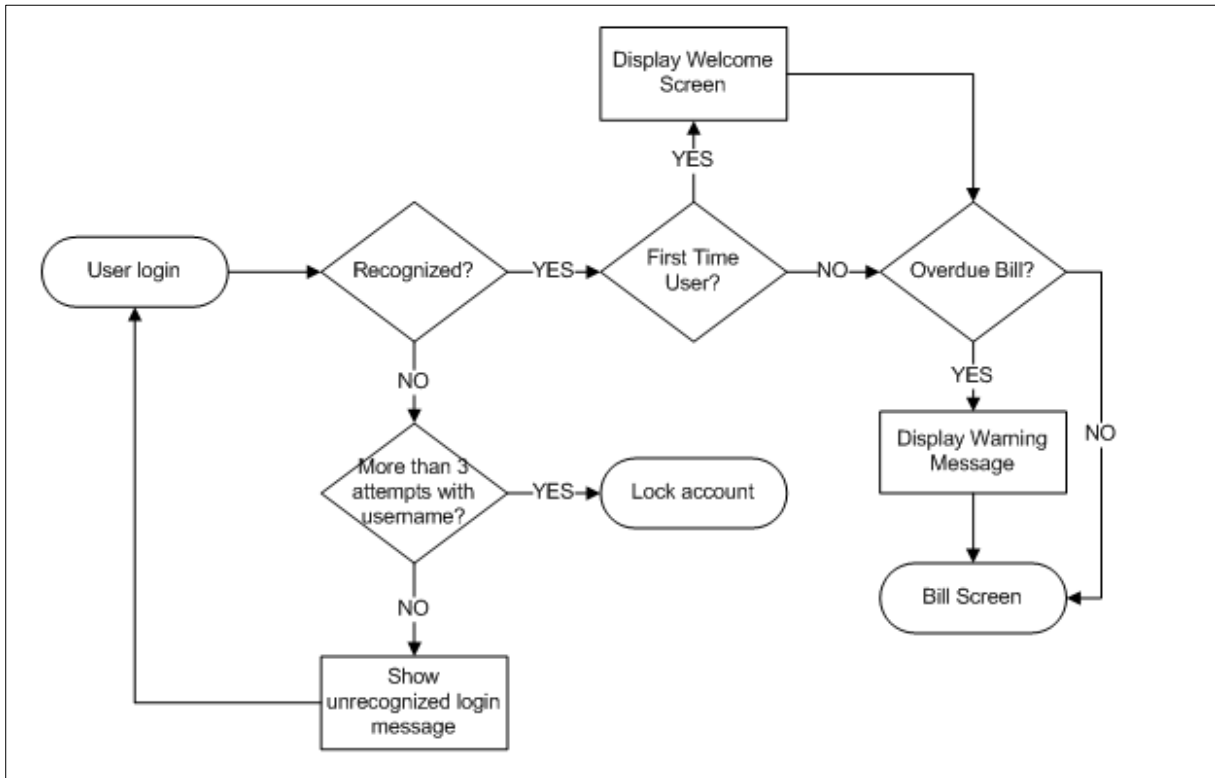 Display Welcome
Screen
YES
User login
Recognized?
YES
First Time
User?
NO
Overdue Bill?
NO
YES
Display Warning
Message
NO
More than 3
attempts with
username?
YES
Lock account
Bill Screen
NO
Show
unrecognized login
message